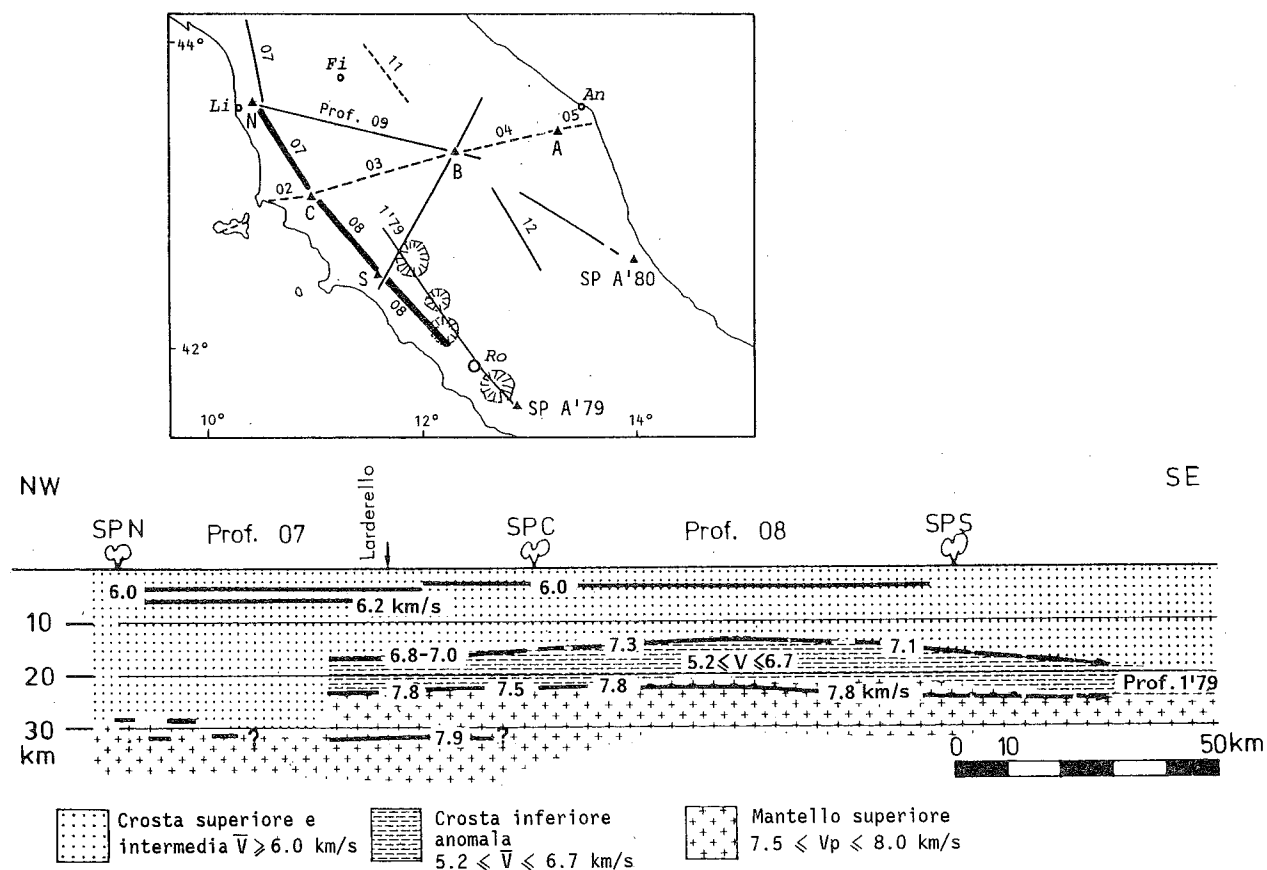 44°
07
Fi
11
Li
N
Prof. 09
04
05
An
A
07
03
B
02
C
08
1'79
12
S
SP A'80
08
42°
Ro
SP A'79
10°
12°
14°
NW
SE
SPN
Prof. 07
Larderello
SPC
Prof. 08
SPS
6.0
6.0
6.2 km/s
10
7.3
7.1
6.8-7.0
5.2 ⩽ V ⩽ 6.7
20
7.8
7.5
7.8
7.8 km/s
Prof. 1'79
30
km
?
7.9
?
0 10 50 km
Crosta superiore e
intermedia V̅ ⩾ 6.0 km/s
Crosta inferiore
anomala
5.2 ⩽ V̅ ⩽ 6.7 km/s
Mantello superiore
7.5 ⩽ Vp ⩽ 8.0 km/s